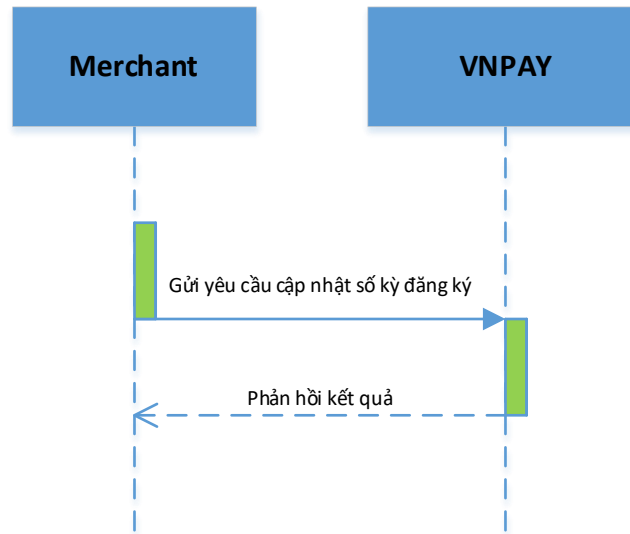 Merchant
VNPAY
Gửi yêu cầu cập nhật số kỳ đăng ký
Phản hồi kết quả